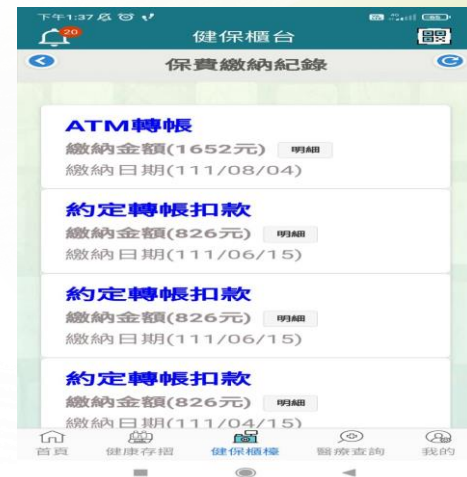 下午1:37
20
健保櫃台
保費繳納紀錄
ATM轉帳
繳納金額(1652元) 明細
繳納日期(111/08/04)
約定轉帳扣款
繳納金額(826元) 明細
繳納日期(111/06/15)
約定轉帳扣款
繳納金額(826元) 明細
繳納日期(111/06/15)
約定轉帳扣款
繳納金額(826元) 明細
繳納日期(111/04/15)
首頁 健康存摺 健保櫃檯 醫療查詢 我的